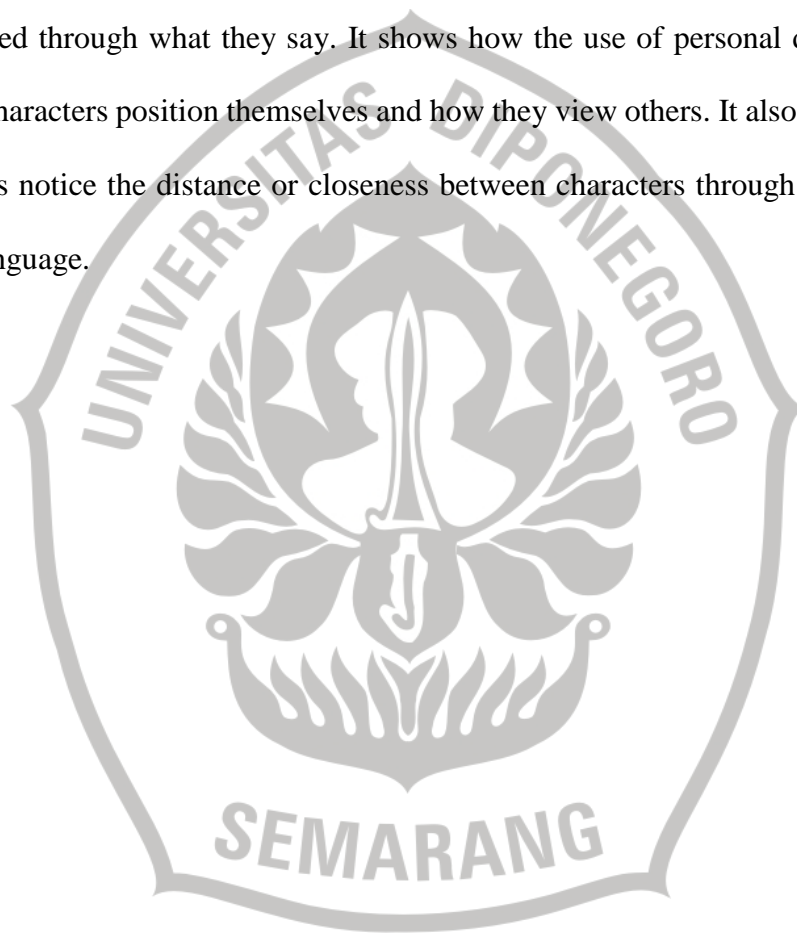 ed through what they say. It shows how the use of personal
haracters position themselves and how they view others. It also
s notice the distance or closeness between characters through
nguage.
UNIVERSITAS DIPONEGORO
SEMARANG